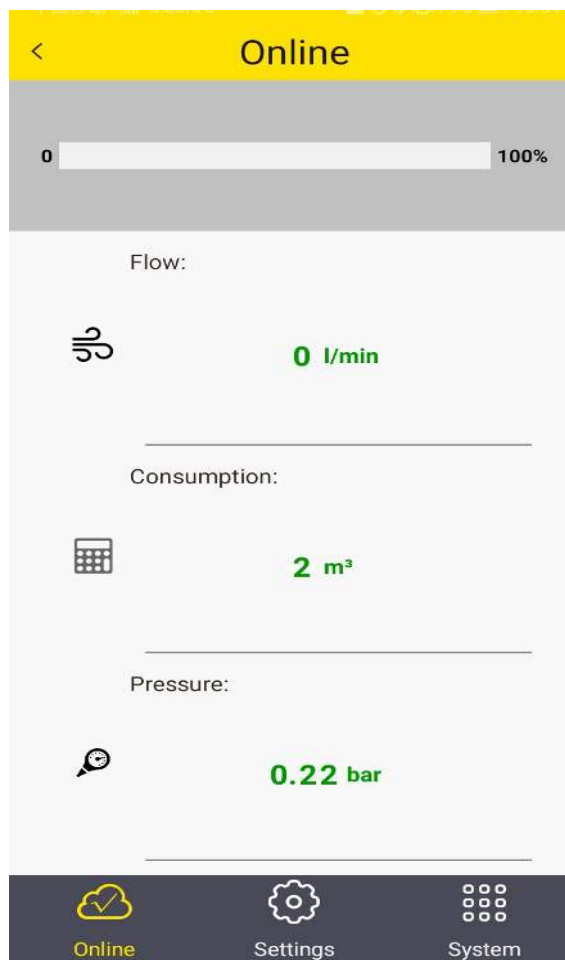 <
Online
0 100%
Flow:
0 l/min
Consumption:
2 m³
Pressure:
0.22 bar
Online Settings System